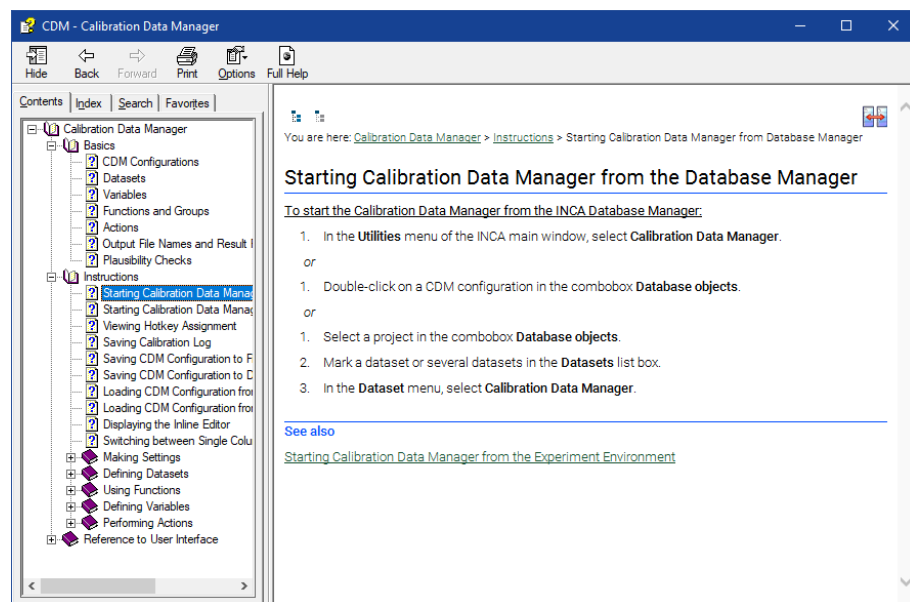 CDM - Calibration Data Manager
Hide Back Forward Print Options Full Help
Contents Index Search Favorites
Calibration Data Manager
Basics
CDM Configurations
Datasets
Variables
Functions and Groups
Actions
Output File Names and Result
Plausibility Checks
Instructions
Starting Calibration Data Mana
Starting Calibration Data Mana
Viewing Hotkey Assignment
Saving Calibration Log
Saving CDM Configuration to F
Saving CDM Configuration to D
Loading CDM Configuration fro
Loading CDM Configuration fro
Displaying the Inline Editor
Switching between Single Colu
Making Settings
Defining Datasets
Using Functions
Defining Variables
Performing Actions
Reference to User Interface
You are here: Calibration Data Manager > Instructions > Starting Calibration Data Manager from Database Manager
Starting Calibration Data Manager from the Database Manager
To start the Calibration Data Manager from the INCA Database Manager:
1. In the Utilities menu of the INCA main window, select Calibration Data Manager.
or
1. Double-click on a CDM configuration in the combobox Database objects.
or
1. Select a project in the combobox Database objects.
2. Mark a dataset or several datasets in the Datasets list box.
3. In the Dataset menu, select Calibration Data Manager.
See also
Starting Calibration Data Manager from the Experiment Environment